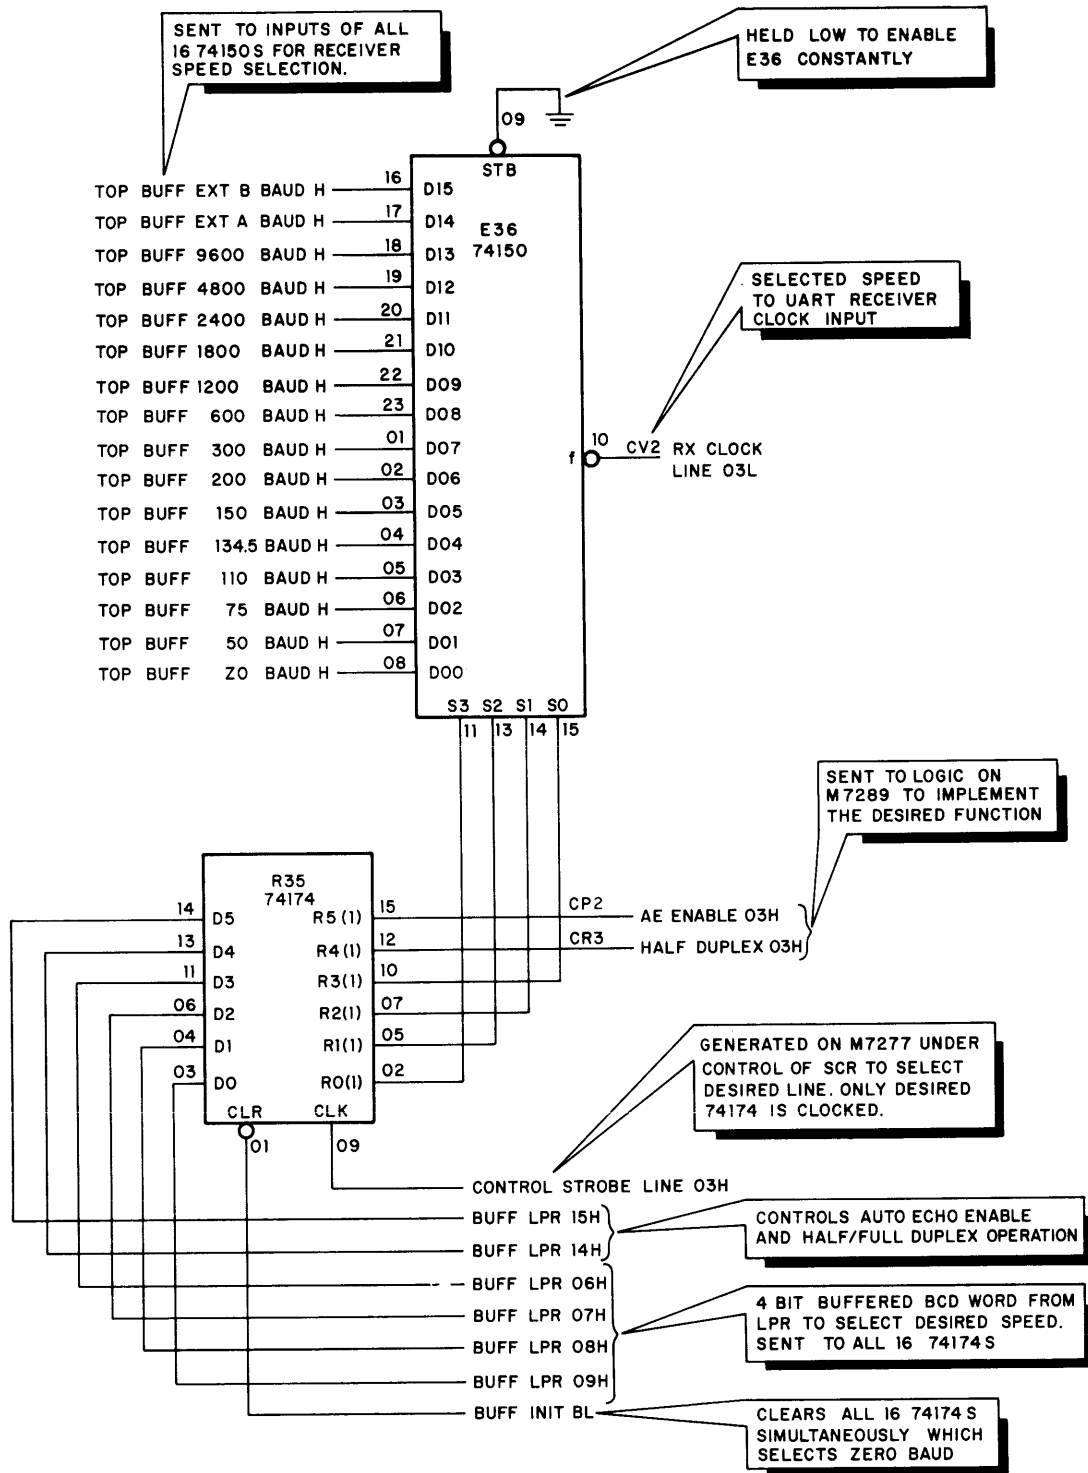 SENT TO INPUTS OF ALL
16 74150S FOR RECEIVER
SPEED SELECTION.
HELD LOW TO ENABLE
E36 CONSTANTLY
09
STB
E36
74150
TOP BUFF EXT B BAUD H 16 D15
TOP BUFF EXT A BAUD H 17 D14
TOP BUFF 9600 BAUD H 18 D13
TOP BUFF 4800 BAUD H 19 D12
TOP BUFF 2400 BAUD H 20 D11
TOP BUFF 1800 BAUD H 21 D10
TOP BUFF 1200 BAUD H 22 D09
TOP BUFF 600 BAUD H 23 D08
TOP BUFF 300 BAUD H 01 D07
TOP BUFF 200 BAUD H 02 D06
TOP BUFF 150 BAUD H 03 D05
TOP BUFF 134.5 BAUD H 04 D04
TOP BUFF 110 BAUD H 05 D03
TOP BUFF 75 BAUD H 06 D02
TOP BUFF 50 BAUD H 07 D01
TOP BUFF Z0 BAUD H 08 D00
SELECTED SPEED
TO UART RECEIVER
CLOCK INPUT
f 10 CV2 RX CLOCK
LINE 03L
S3 S2 S1 S0
11 13 14 15
SENT TO LOGIC ON
M7289 TO IMPLEMENT
THE DESIRED FUNCTION
R35
74174
14 D5 R5(1) 15 CP2 AE ENABLE 03H
13 D4 R4(1) 12 CR3 HALF DUPLEX 03H
11 D3 R3(1) 10
06 D2 R2(1) 07
04 D1 R1(1) 05
03 D0 R0(1) 02
CLR CLK
01 09
GENERATED ON M7277 UNDER
CONTROL OF SCR TO SELECT
DESIRED LINE. ONLY DESIRED
74174 IS CLOCKED.
CONTROL STROBE LINE 03H
BUFF LPR 15H
BUFF LPR 14H
CONTROLS AUTO ECHO ENABLE
AND HALF/FULL DUPLEX OPERATION
BUFF LPR 06H
BUFF LPR 07H
BUFF LPR 08H
BUFF LPR 09H
4 BIT BUFFERED BCD WORD FROM
LPR TO SELECT DESIRED SPEED.
SENT TO ALL 16 74174S
BUFF INIT BL
CLEARS ALL 16 74174S
SIMULTANEOUSLY WHICH
SELECTS ZERO BAUD